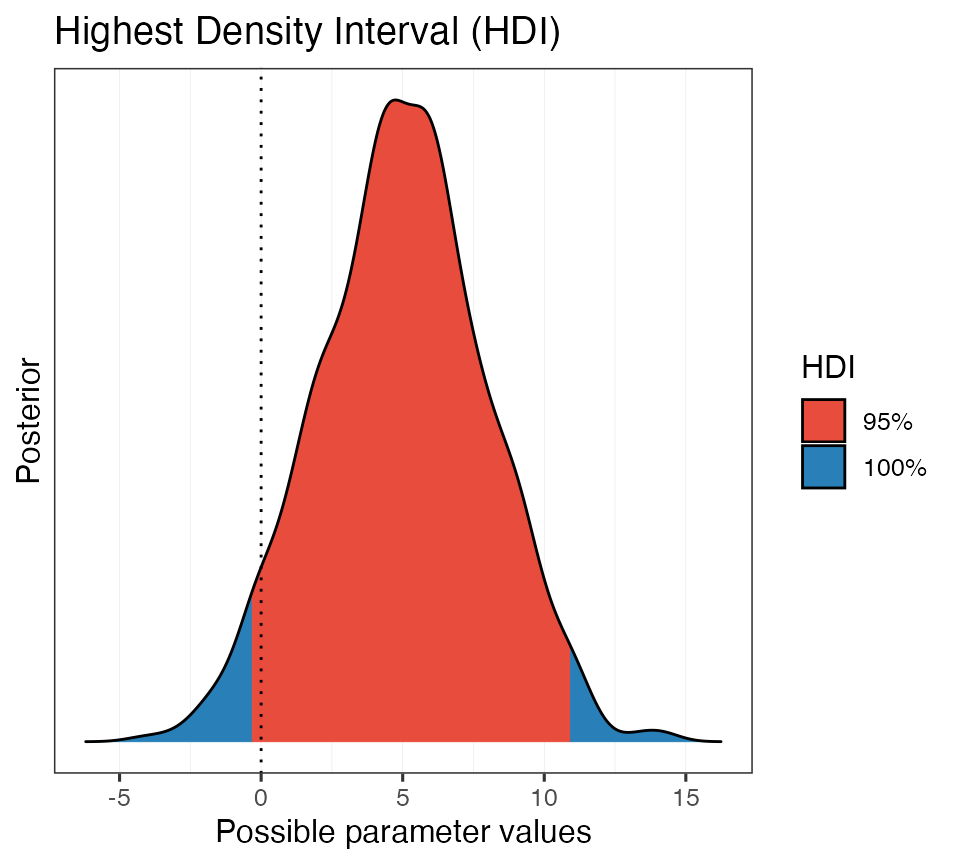 Highest Density Interval (HDI)
Posterior
HDI
95%
100%
-5 0 5 10 15
Possible parameter values